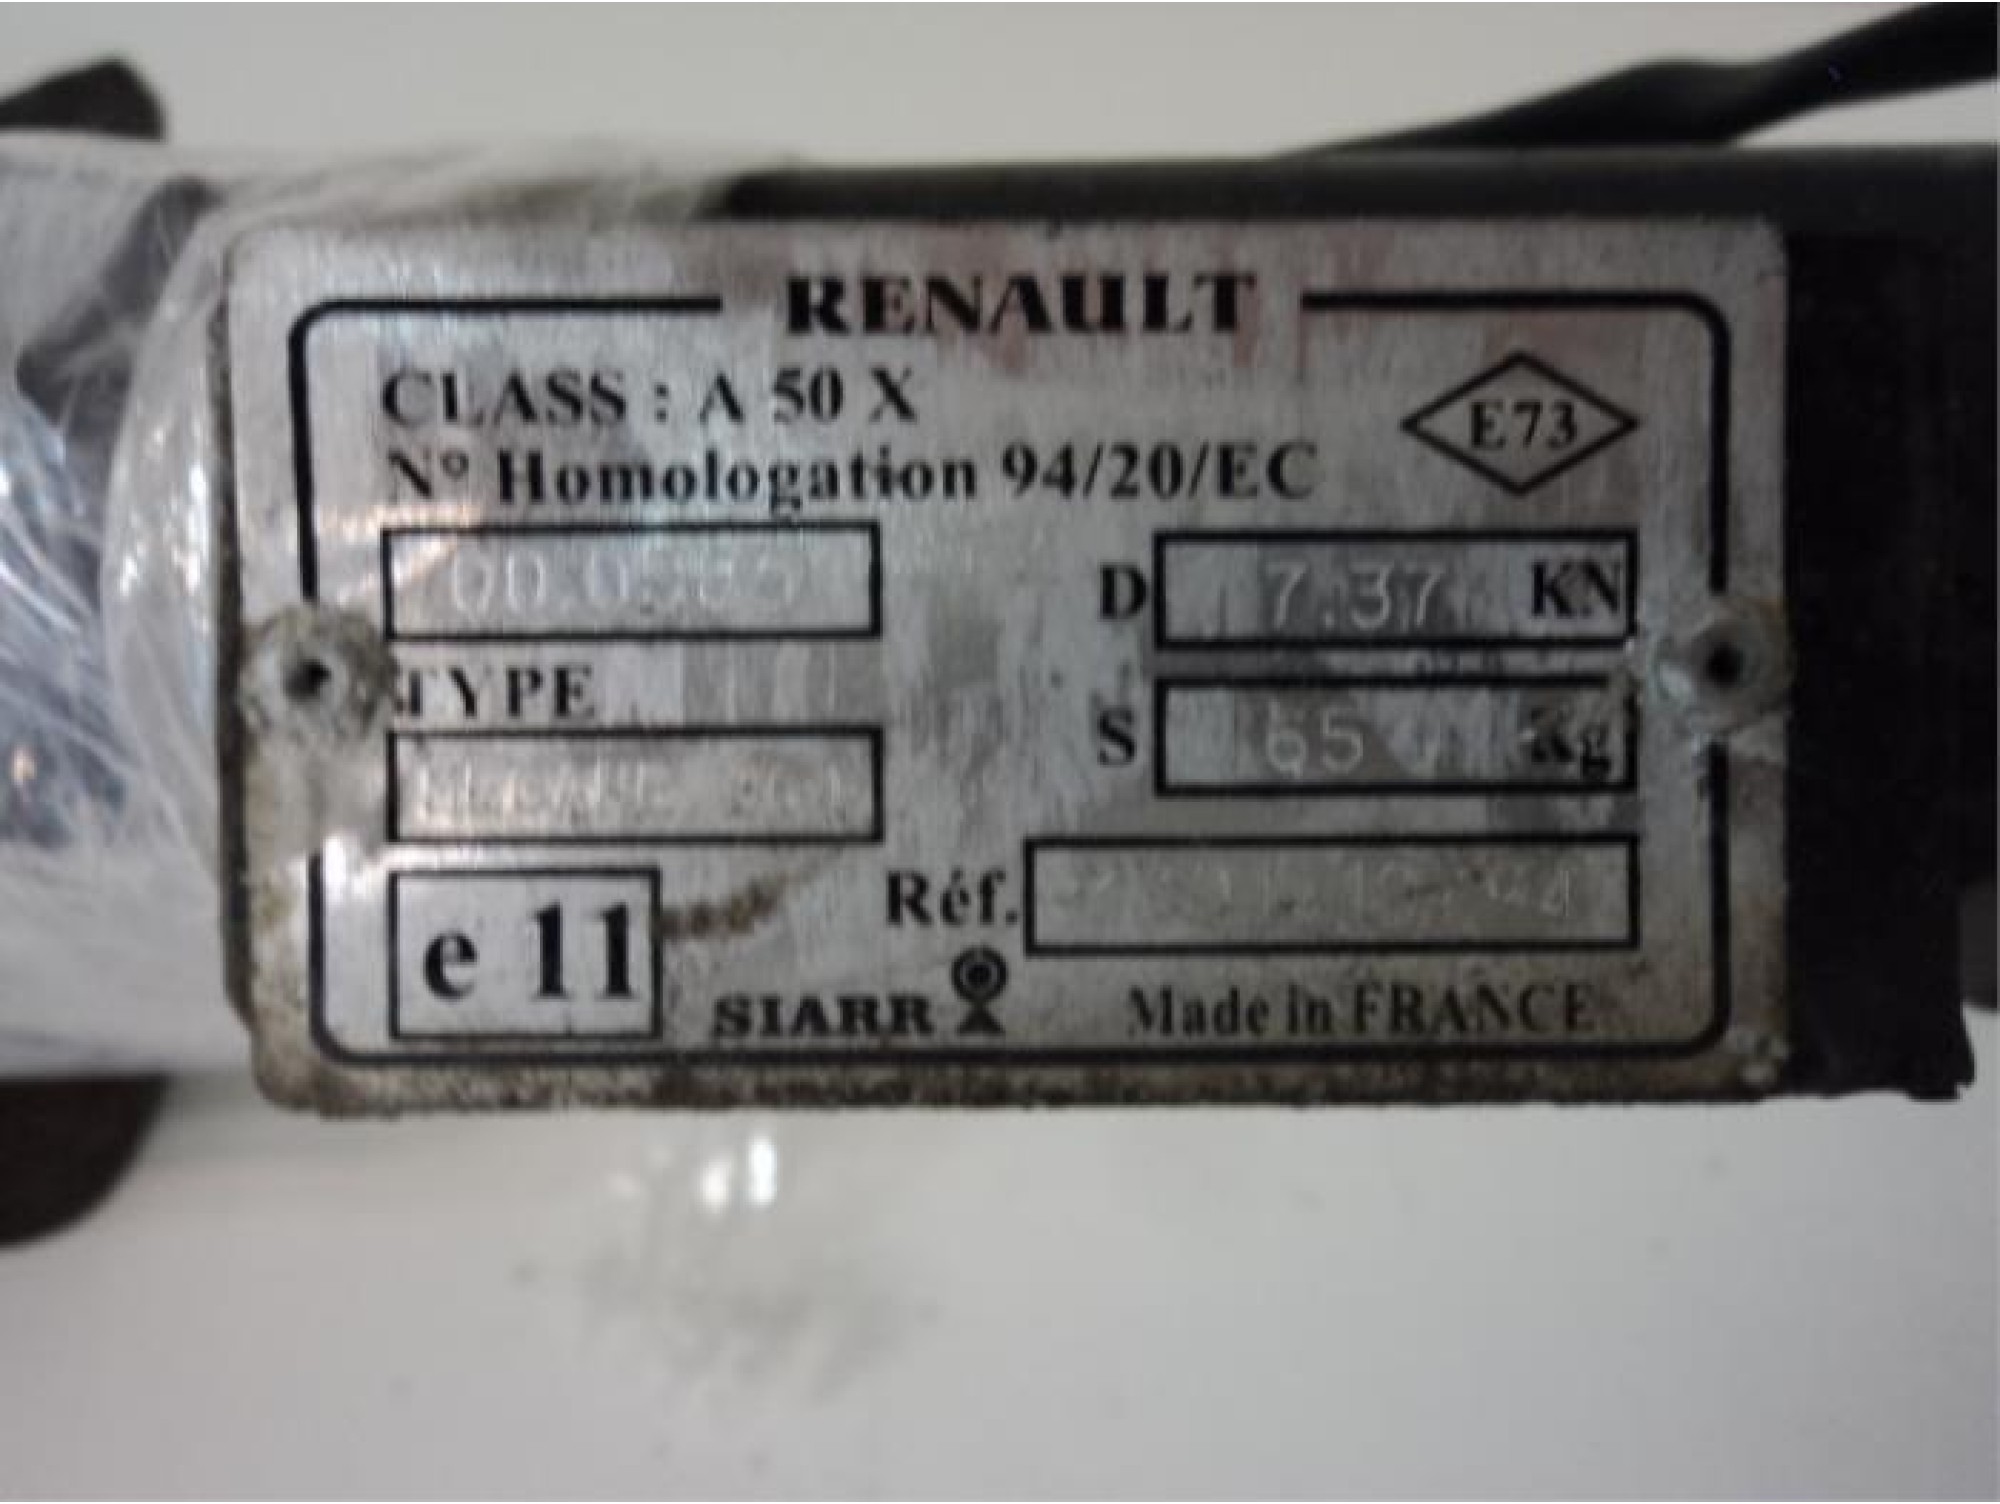 RENAULT
CLASS : A 50 X
E73
N° Homologation 94/20/EC
D 7.37 KN
TYPE
S 65 Kg
e 11
Réf.
SIARR
Made in FRANCE